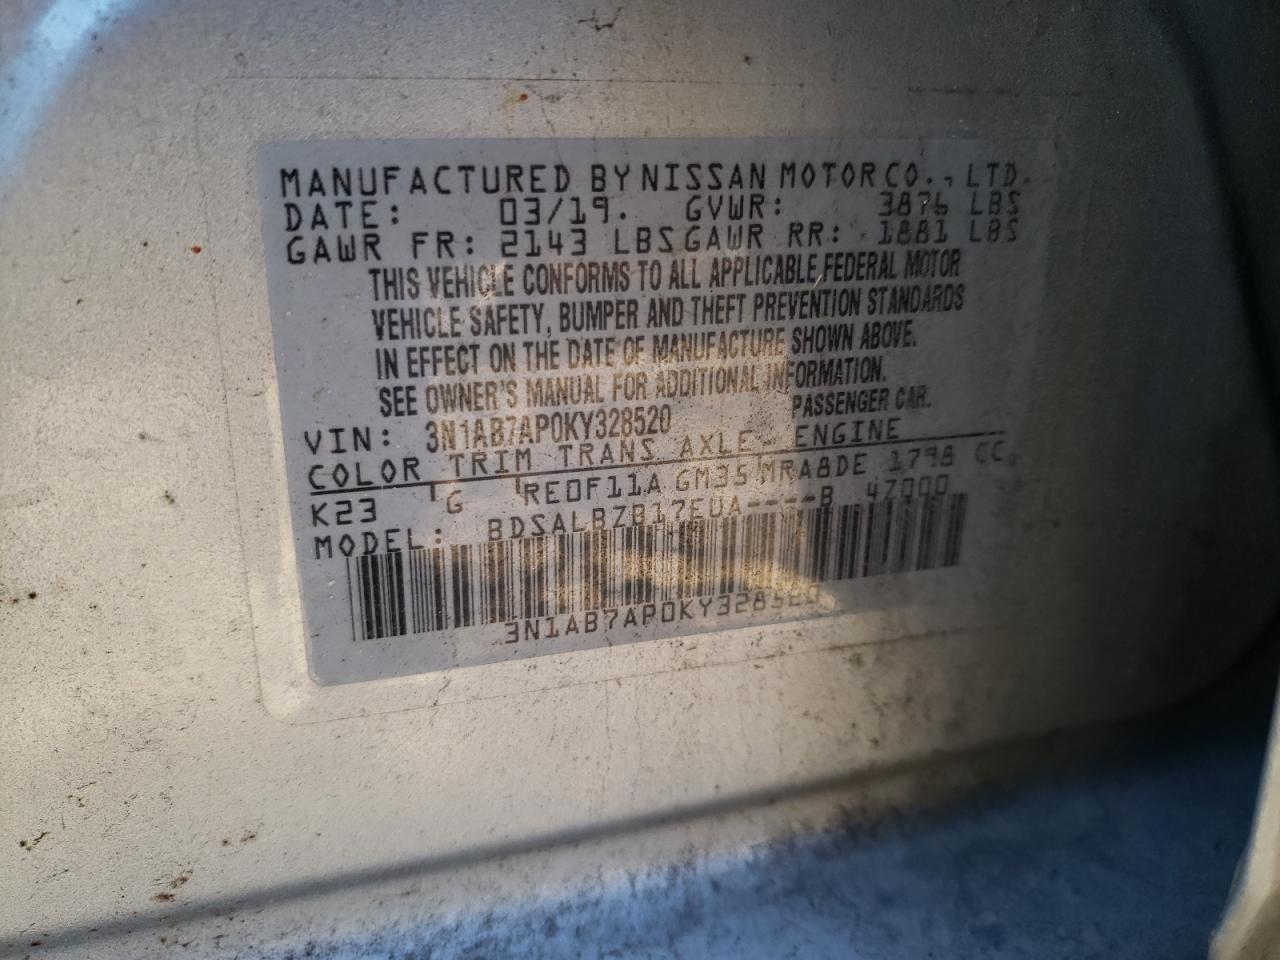 MANUFACTURED BY NISSAN MOTOR CO., LTD.
DATE: 03/19. GVWR: 3876 LBS
GAWR FR: 2143 LBS GAWR RR: 1881 LBS
THIS VEHICLE CONFORMS TO ALL APPLICABLE FEDERAL MOTOR
VEHICLE SAFETY, BUMPER AND THEFT PREVENTION STANDARDS
IN EFFECT ON THE DATE OF MANUFACTURE SHOWN ABOVE.
SEE OWNER'S MANUAL FOR ADDITIONAL INFORMATION.
VIN: 3N1AB7AP0KY328520 PASSENGER CAR.
COLOR TRIM TRANS AXLE ENGINE
K23 G RE0F11A GM35 MRA8DE 1798 CC
MODEL: BDSALBZB17EUA----B 47000
3N1AB7AP0KY328520